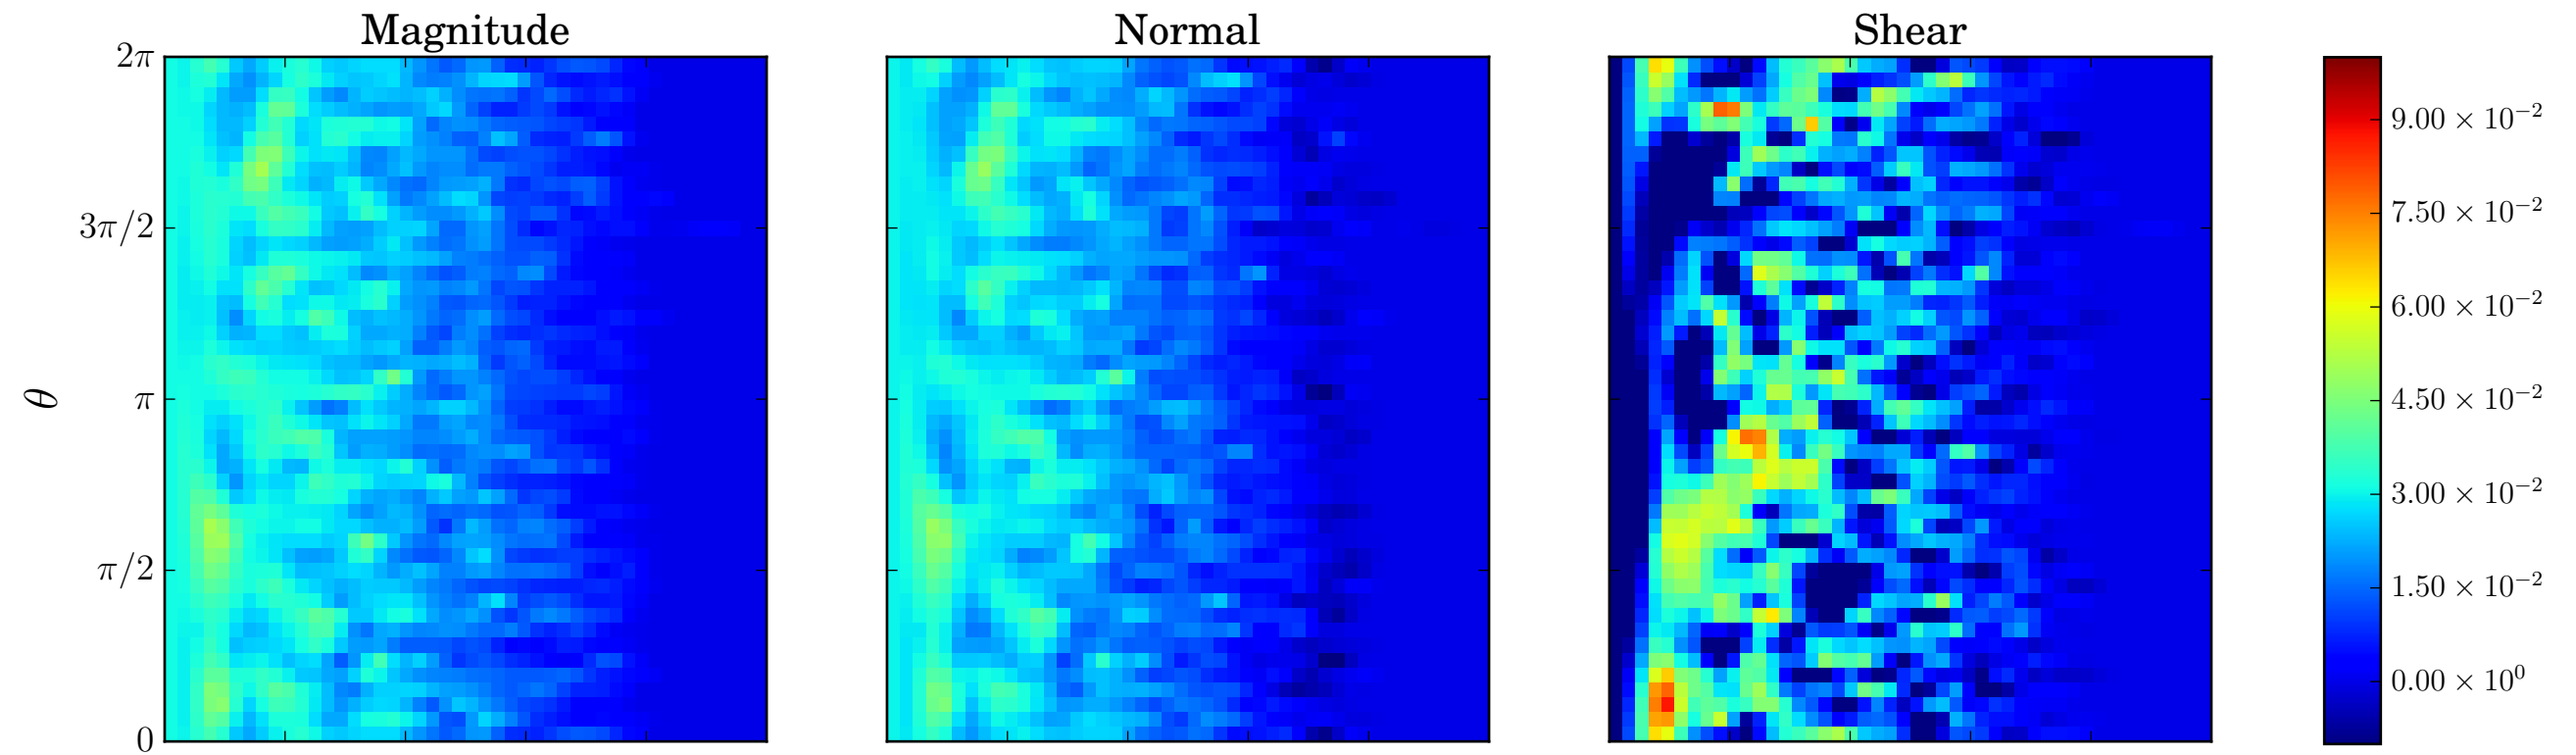 Magnitude
Normal
Shear
2π
3π/2
π
π/2
0
θ
9.00 × 10⁻²
7.50 × 10⁻²
6.00 × 10⁻²
4.50 × 10⁻²
3.00 × 10⁻²
1.50 × 10⁻²
0.00 × 10⁰